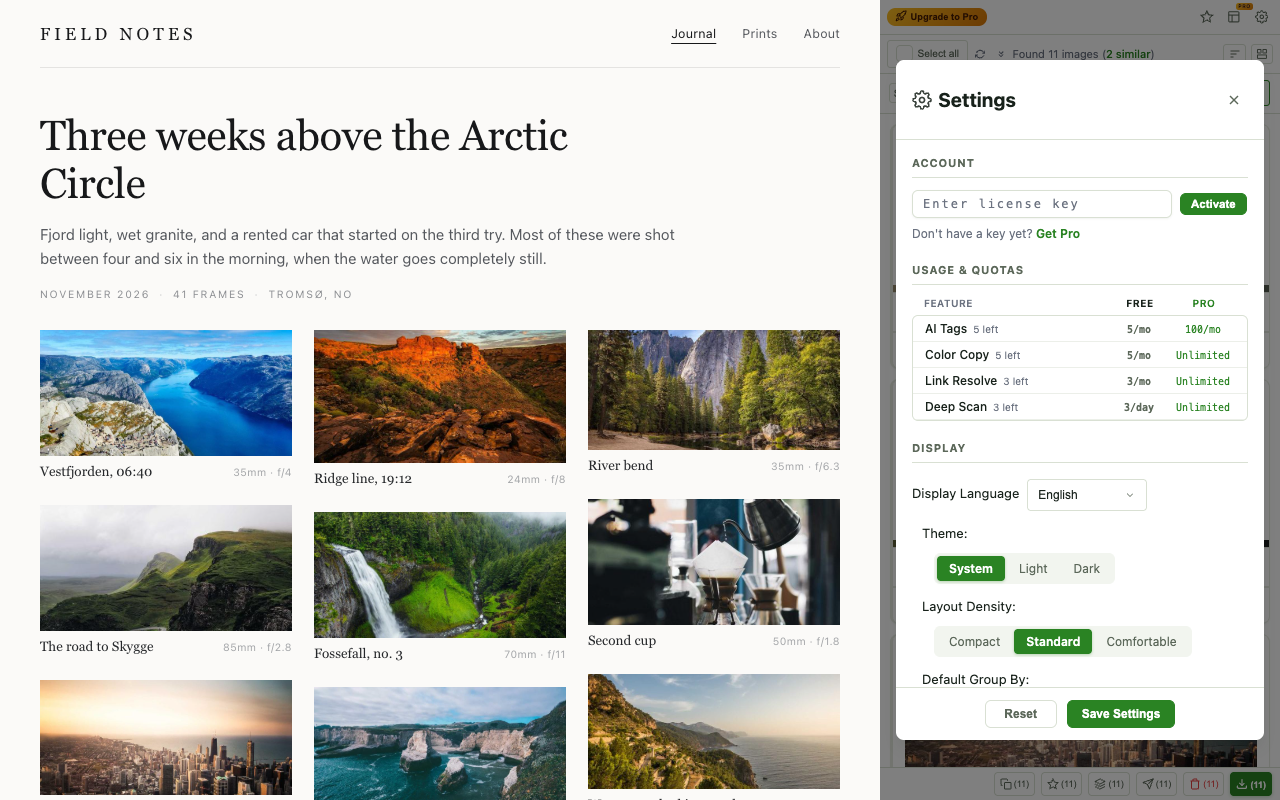 FIELD NOTES
Journal
Prints
About
Three weeks above the Arctic
Circle
Fjord light, wet granite, and a rented car that started on the third try. Most of these were shot
between four and six in the morning, when the water goes completely still.
NOVEMBER 2026 · 41 FRAMES · TROMSØ, NO
Vestfjorden, 06:40
35mm · f/4
Ridge line, 19:12
24mm · f/8
River bend
35mm · f/6.3
The road to Skygge
85mm · f/2.8
Fossefall, no. 3
70mm · f/11
Second cup
50mm · f/1.8
Upgrade to Pro
PRO
Select all
Found 11 images (2 similar)
Settings
ACCOUNT
Enter license key
Activate
Don't have a key yet? Get Pro
USAGE & QUOTAS
FEATURE FREE PRO
AI Tags 5 left 5/mo 100/mo
Color Copy 5 left 5/mo Unlimited
Link Resolve 3 left 3/mo Unlimited
Deep Scan 3 left 3/day Unlimited
DISPLAY
Display Language English
Theme:
System Light Dark
Layout Density:
Compact Standard Comfortable
Default Group By:
Reset Save Settings
(11) (11) (11) (11) (11) (11)